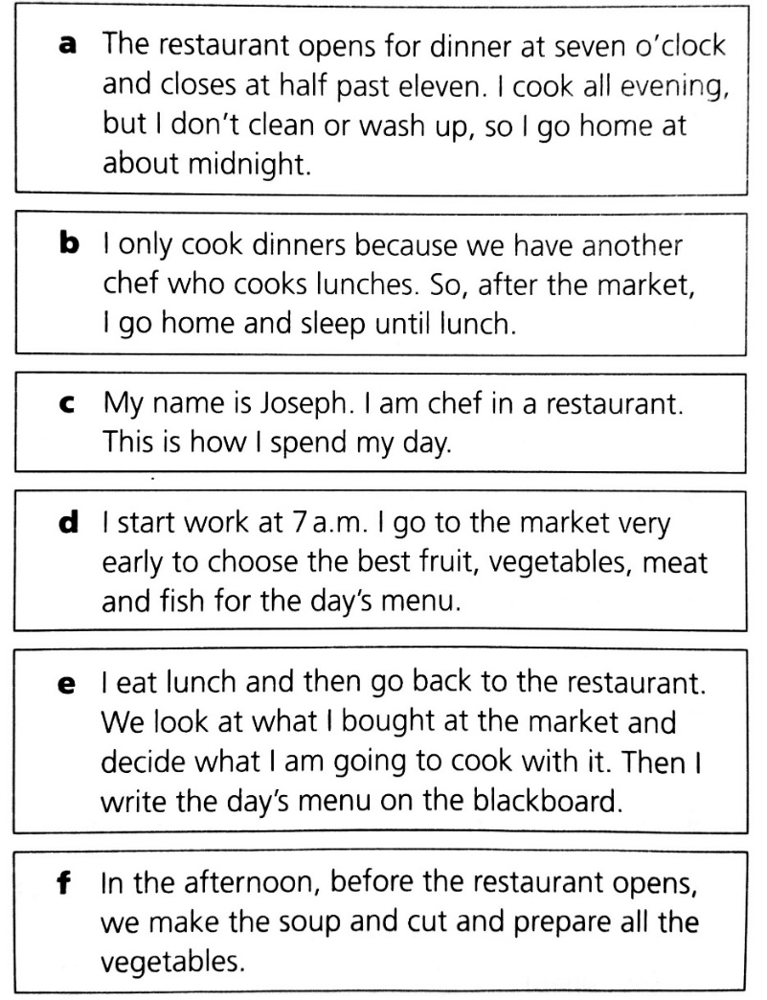 a The restaurant opens for dinner at seven o'clock
and closes at half past eleven. I cook all evening,
but I don't clean or wash up, so I go home at
about midnight.
b I only cook dinners because we have another
chef who cooks lunches. So, after the market,
I go home and sleep until lunch.
c My name is Joseph. I am chef in a restaurant.
This is how I spend my day.
d I start work at 7 a.m. I go to the market very
early to choose the best fruit, vegetables, meat
and fish for the day's menu.
e I eat lunch and then go back to the restaurant.
We look at what I bought at the market and
decide what I am going to cook with it. Then I
write the day's menu on the blackboard.
f In the afternoon, before the restaurant opens,
we make the soup and cut and prepare all the
vegetables.